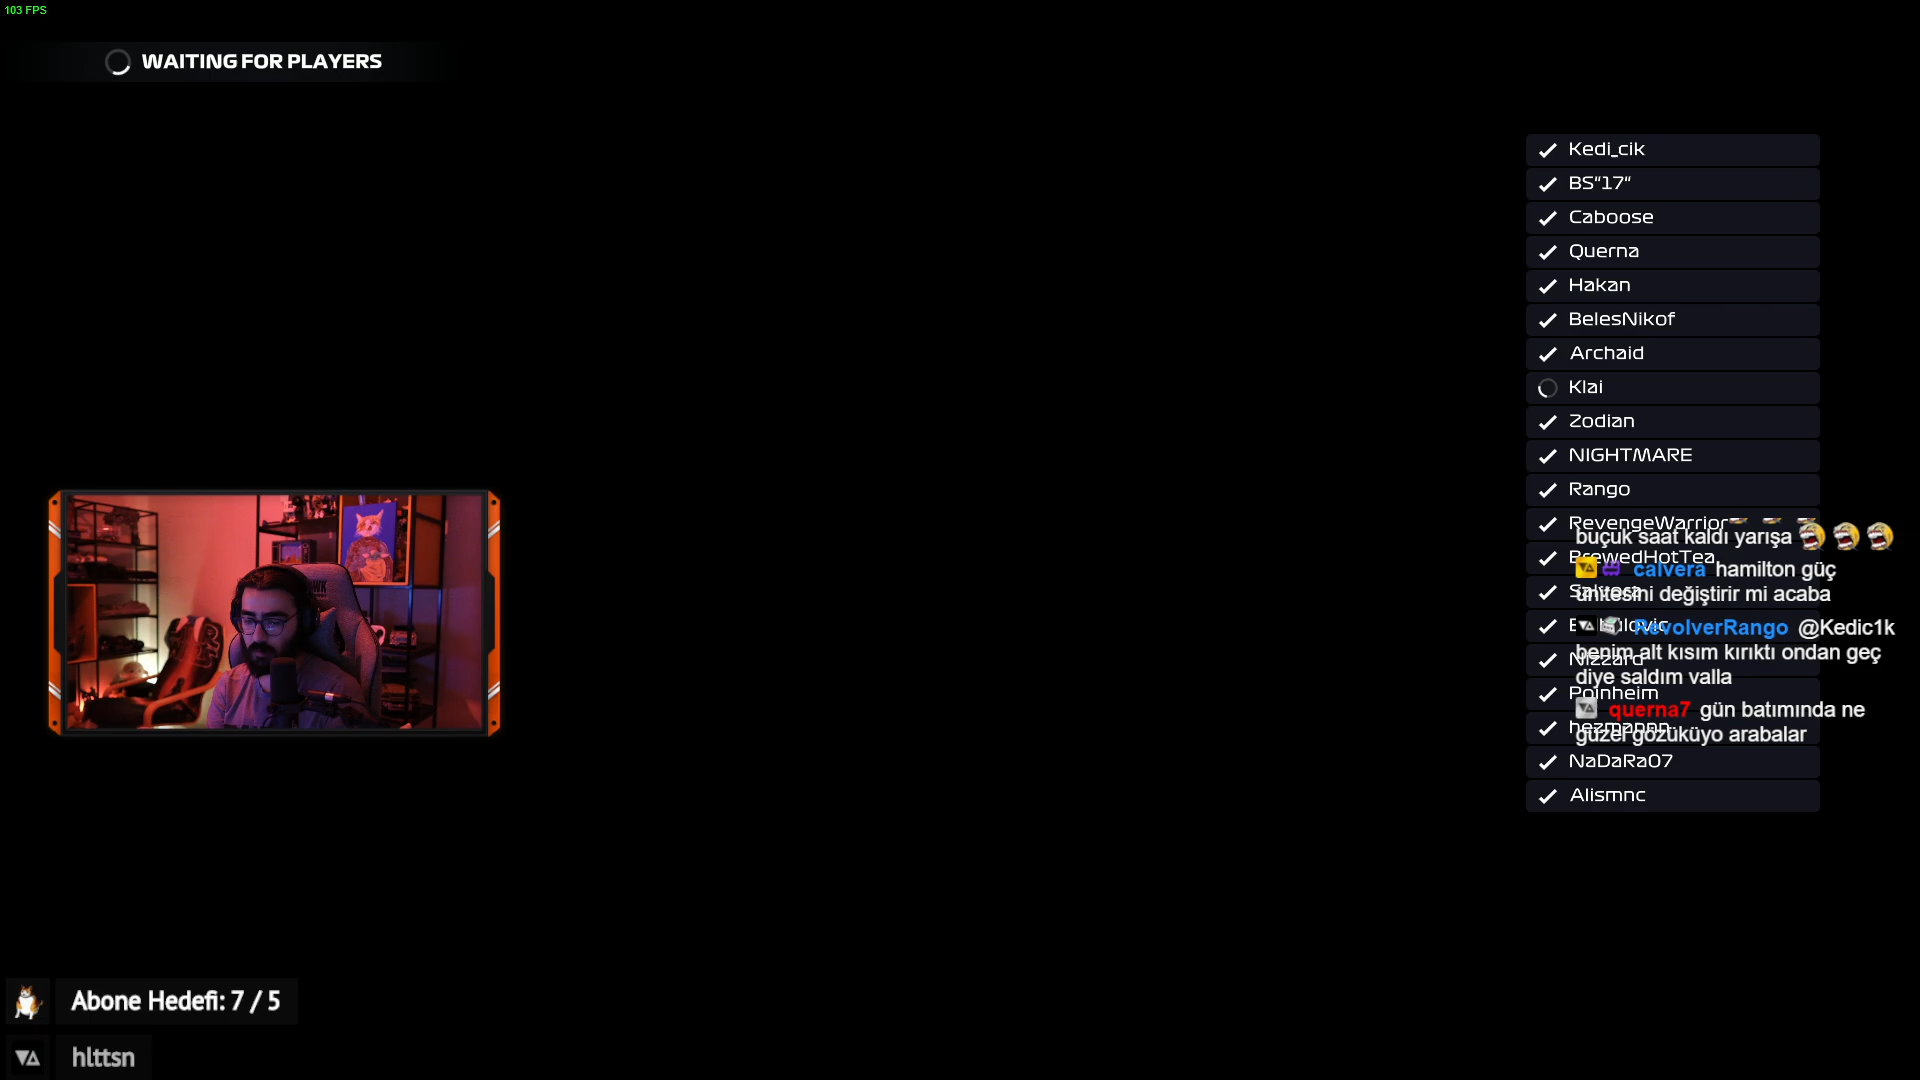 103 FPS
WAITING FOR PLAYERS
Kedi_cik
BS"17"
Caboose
Querna
Hakan
BelesNikof
Archaid
Klai
Zodian
NIGHTMARE
Rango
RevengeWarrior
buçuk saat kaldı yarışa
BrewedHotTea
calvera hamilton güç
ünitesini değiştirir mi acaba
RevolverRango @Kedic1k
benim alt kısım kırıktı ondan geç
Nizzard
diye saldım valla
Poinheim
querna7 gün batımında ne
hezmannn
güzel gözüküyo arabalar
NaDaRa07
Alismnc
Abone Hedefi: 7 / 5
hlttsn